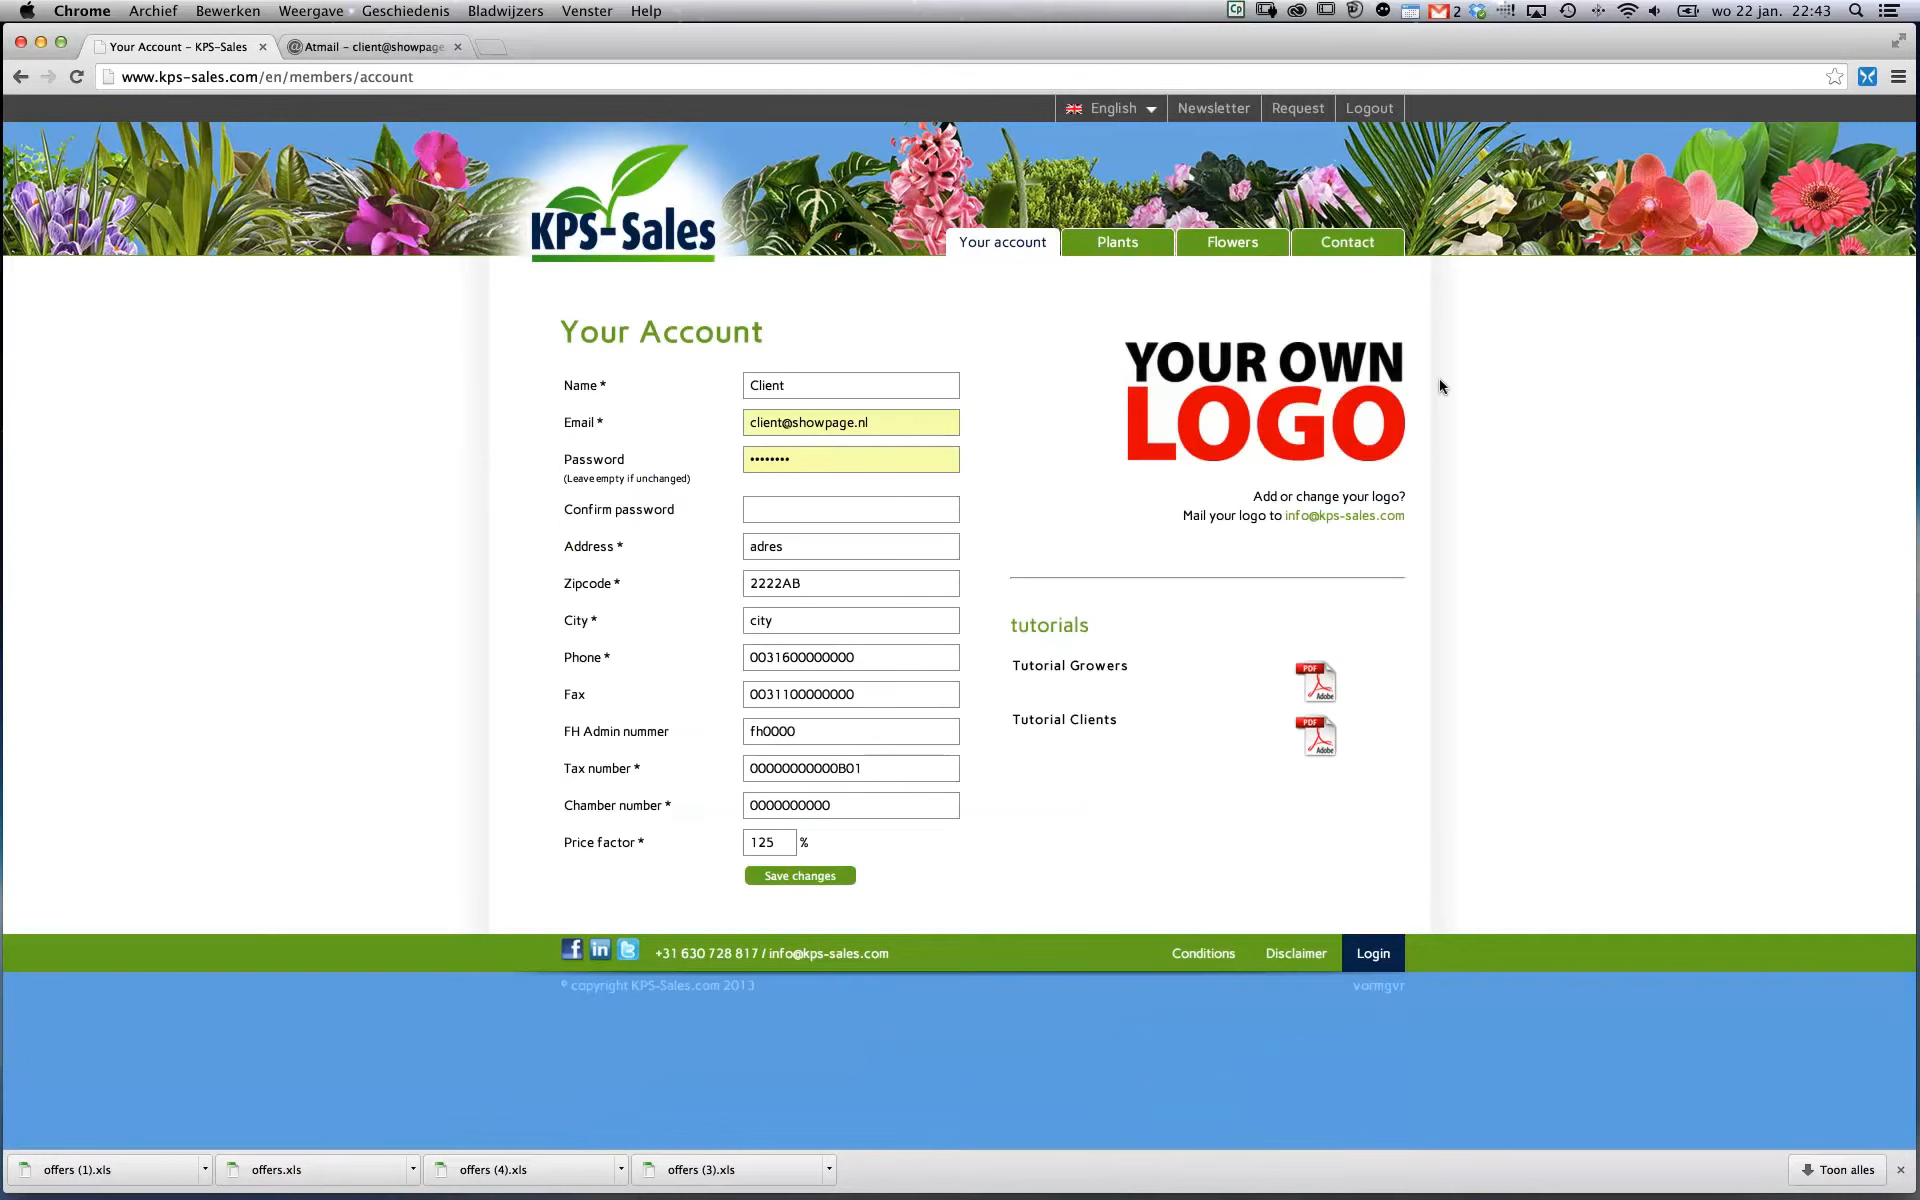 Chrome Archief Bewerken Weergave Geschiedenis Bladwijzers Venster Help 2 wo 22 jan. 22:43
Your Account – KPS-Sales Atmail – client@showpage.
www.kps-sales.com/en/members/account
English Newsletter Request Logout
KPS-Sales
Your account Plants Flowers Contact
Your Account
Name * Client
Email * client@showpage.nl
Password ••••••••
(Leave empty if unchanged)
Confirm password
Address * adres
Zipcode * 2222AB
City * city
Phone * 0031600000000
Fax 0031100000000
FH Admin nummer fh0000
Tax number * 00000000000B01
Chamber number * 0000000000
Price factor * 125 %
Save changes
YOUR OWN
LOGO
Add or change your logo?
Mail your logo to info@kps-sales.com
tutorials
Tutorial Growers PDF Adobe
Tutorial Clients PDF Adobe
+31 630 728 817 / info@kps-sales.com Conditions Disclaimer Login
© copyright KPS-Sales.com 2013 vormgvr
offers (1).xls offers.xls offers (4).xls offers (3).xls Toon alles